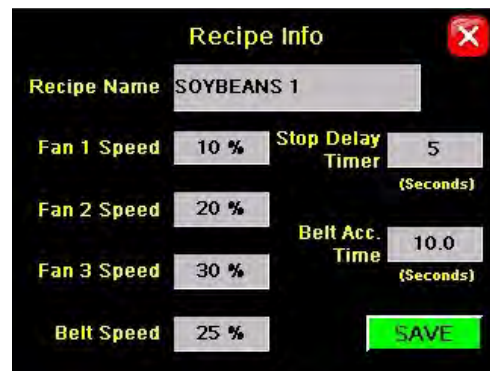 Recipe Info
Recipe Name SOYBEANS 1
Fan 1 Speed 10 % Stop Delay
Timer 5
(Seconds)
Fan 2 Speed 20 %
Belt Acc.
Time 10.0
Fan 3 Speed 30 % (Seconds)
Belt Speed 25 % SAVE